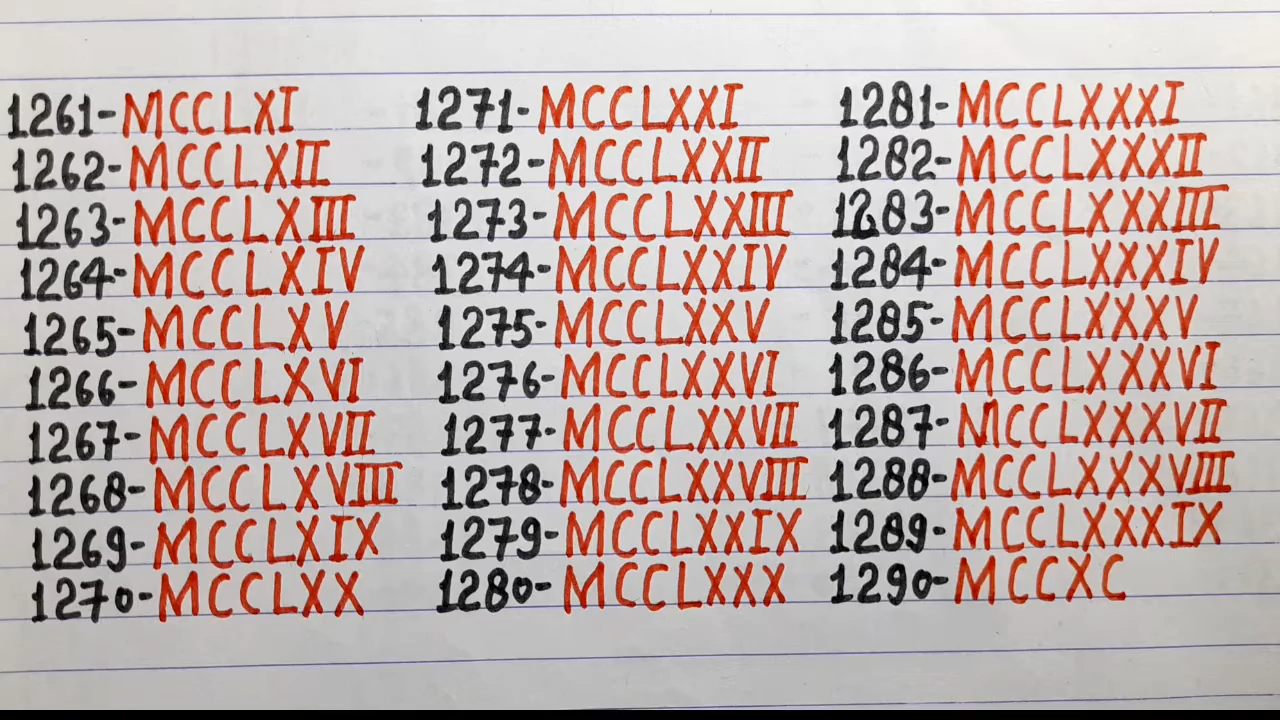 1261-MCCLXI
1262-MCCLXII
1263-MCCLXIII
1264-MCCLXIV
1265-MCCLXV
1266-MCCLXVI
1267-MCCLXVII
1268-MCCLXVIII
1269-MCCLXIX
1270-MCCLXX
1271-MCCLXXI
1272-MCCLXXII
1273-MCCLXXIII
1274-MCCLXXIV
1275-MCCLXXV
1276-MCCLXXVI
1277-MCCLXXVII
1278-MCCLXXVIII
1279-MCCLXXIX
1280-MCCLXXX
1281-MCCLXXXI
1282-MCCLXXXII
1283-MCCLXXXIII
1284-MCCLXXXIV
1285-MCCLXXXV
1286-MCCLXXXVI
1287-MCCLXXXVII
1288-MCCLXXXVIII
1289-MCCLXXXIX
1290-MCCXC